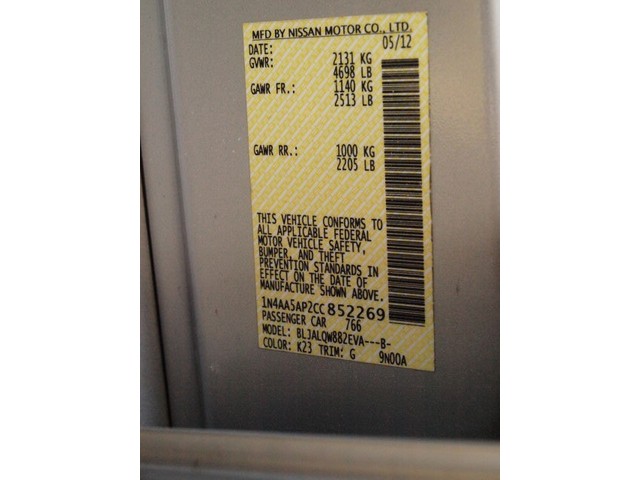 MFD BY NISSAN MOTOR CO., LTD.
DATE: 05/12
GVWR: 2131 KG
4698 LB
GAWR FR.: 1140 KG
2513 LB
GAWR RR.: 1000 KG
2205 LB
THIS VEHICLE CONFORMS TO
ALL APPLICABLE FEDERAL
MOTOR VEHICLE SAFETY,
BUMPER, AND THEFT
PREVENTION STANDARDS IN
EFFECT ON THE DATE OF
MANUFACTURE SHOWN ABOVE.
1N4AA5AP2CC852269
PASSENGER CAR 766
MODEL: BLJALQW882EVA---B-
COLOR: K23 TRIM: G 9N00A